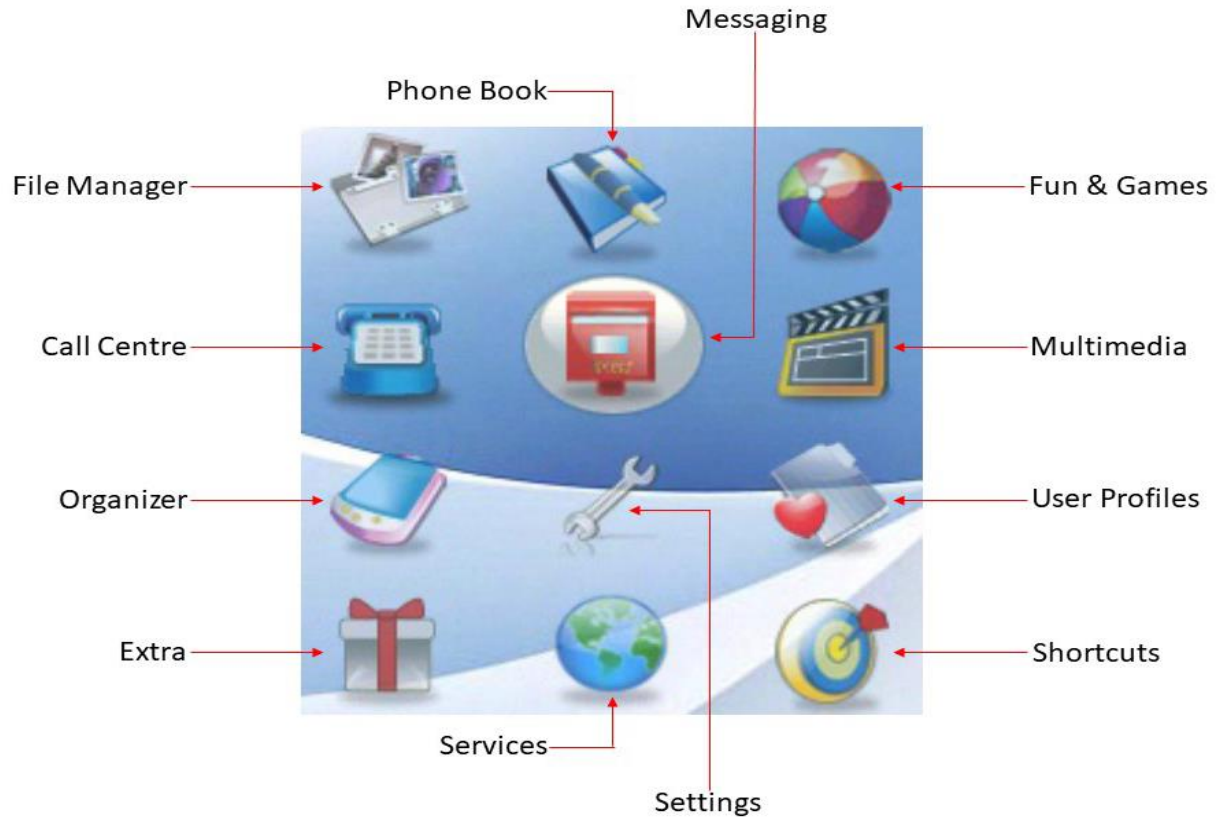 Messaging
Phone Book
File Manager
Fun & Games
Call Centre
Multimedia
Organizer
User Profiles
Extra
Shortcuts
Services
Settings